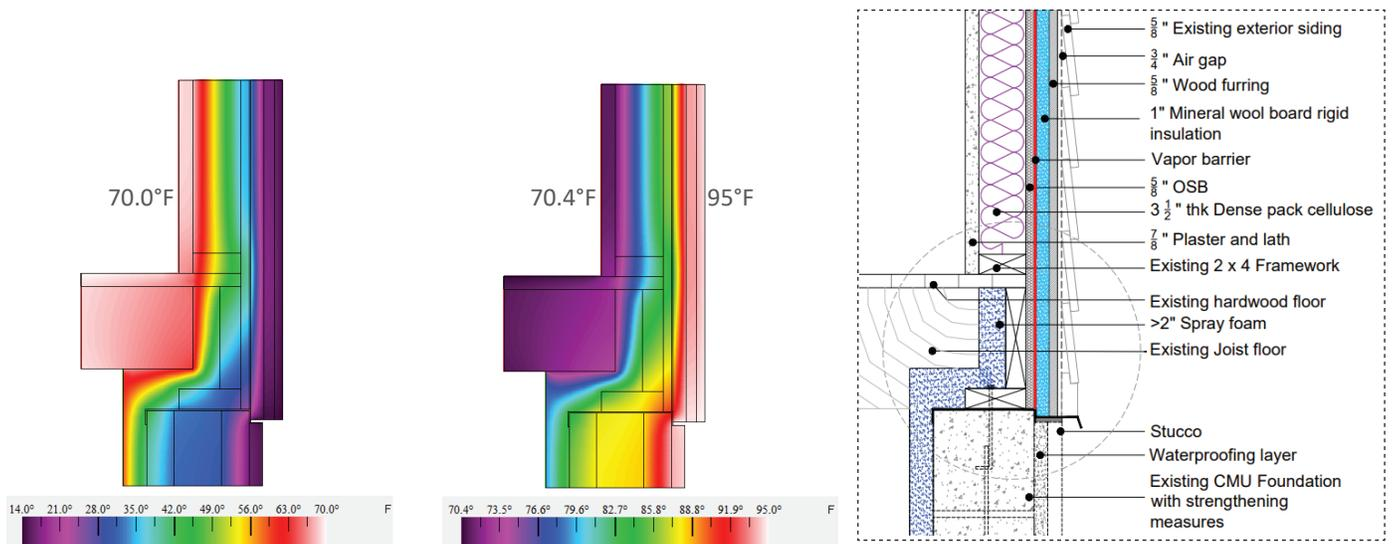 70.0°F
14.0° 21.0° 28.0° 35.0° 42.0° 49.0° 56.0° 63.0° 70.0° F
70.4°F
95°F
70.4° 73.5° 76.6° 79.6° 82.7° 85.8° 88.8° 91.9° 95.0° F
5/8 " Existing exterior siding
3/4 " Air gap
5/8 " Wood furring
1" Mineral wool board rigid
insulation
Vapor barrier
5/8 " OSB
3 1/2 " thk Dense pack cellulose
7/8 " Plaster and lath
Existing 2 x 4 Framework
Existing hardwood floor
>2" Spray foam
Existing Joist floor
Stucco
Waterproofing layer
Existing CMU Foundation
with strengthening
measures